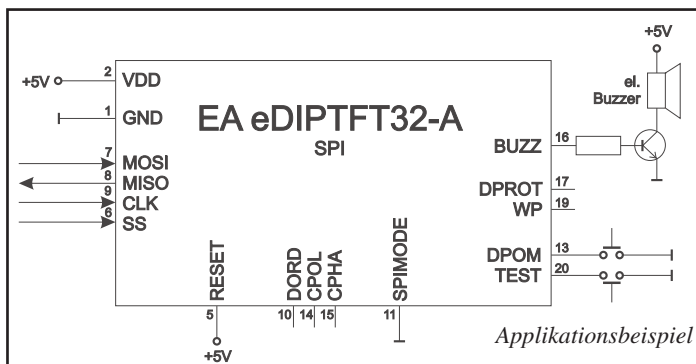 +5V
2
VDD
1
GND
7
MOSI
8
MISO
9
CLK
6
SS
EA eDIPTFT32-A
SPI
+5V
el.
Buzzer
BUZZ
16
DPROT
17
WP
19
DPOM
13
TEST
20
RESET
DORD
CPOL
CPHA
SPIMODE
5
10
14
15
11
+5V
Applikationsbeispiel